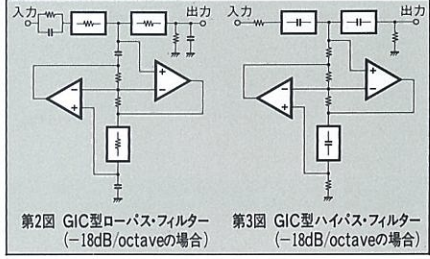 入力
出力
入力
出力
+
−
−
+
+
−
−
+
第2図 GIC型ローパス・フィルター
(−18dB/octaveの場合)
第3図 GIC型ハイパス・フィルター
(−18dB/octaveの場合)